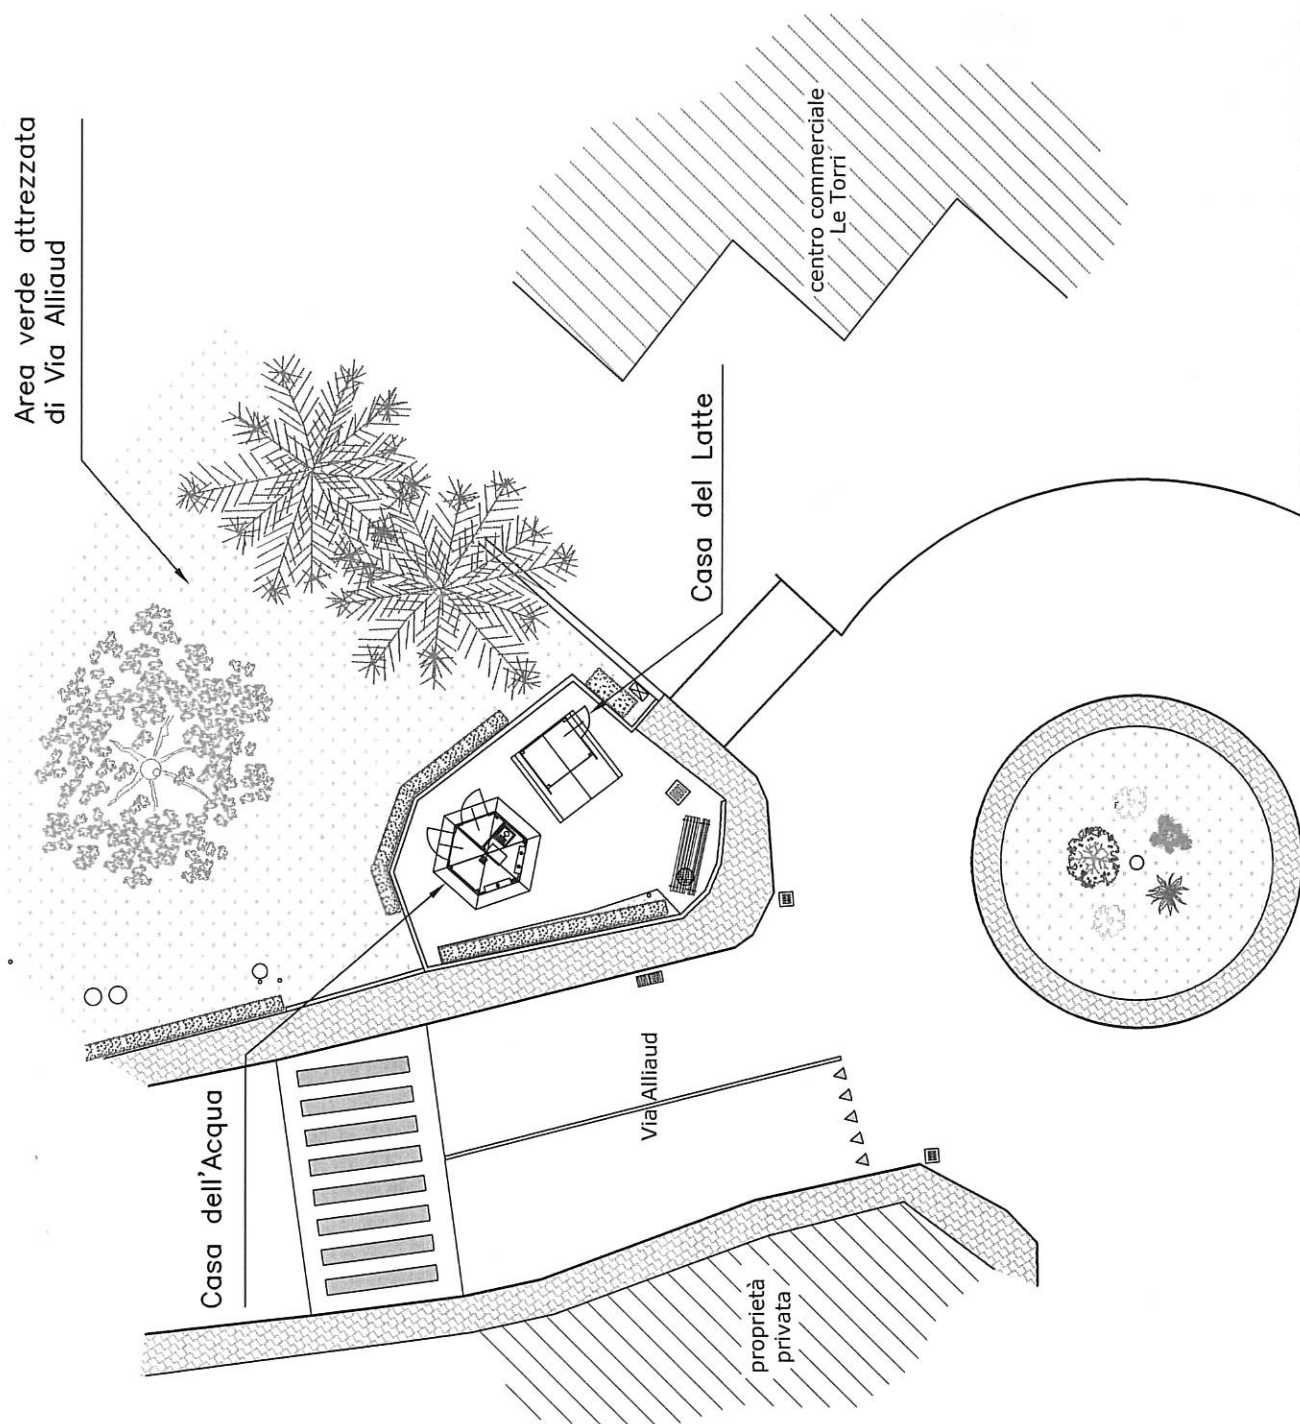 Area verde attrezzata
di Via Alliaud
centro commerciale
Le Torri
Casa del Latte
Casa dell'Acqua
Via Alliaud
proprietà
privata